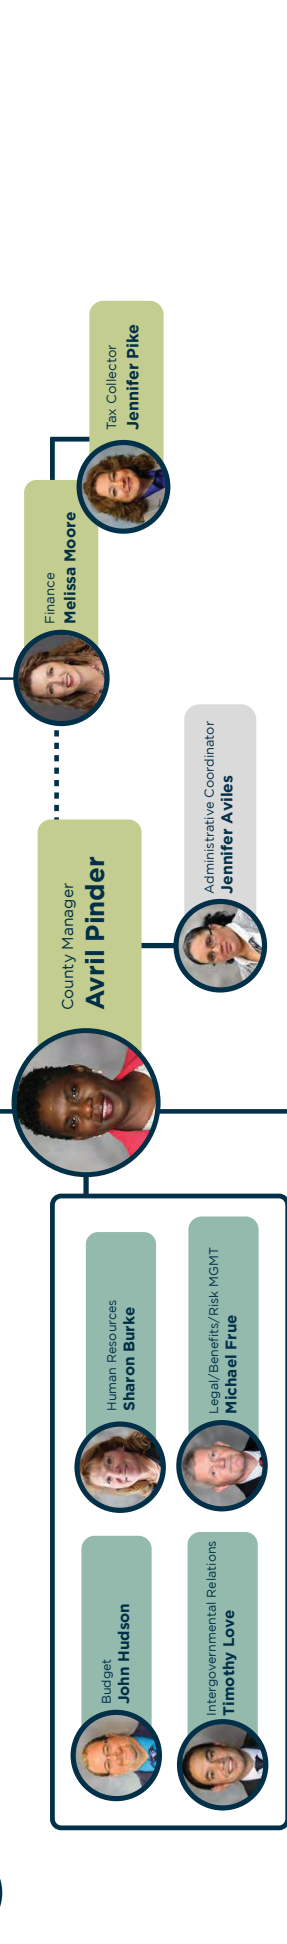 County Manager
Avril Pinder
Finance
Melissa Moore
Tax Collector
Jennifer Pike
Administrative Coordinator
Jennifer Aviles
Budget
John Hudson
Human Resources
Sharon Burke
Intergovernmental Relations
Timothy Love
Legal/Benefits/Risk MGMT
Michael Frue